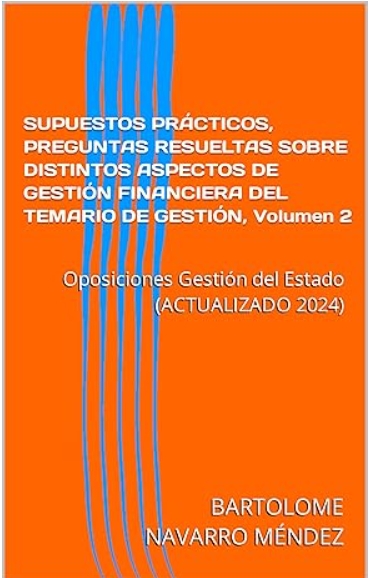 SUPUESTOS PRÁCTICOS,
PREGUNTAS RESUELTAS SOBRE
DISTINTOS ASPECTOS DE
GESTIÓN FINANCIERA DEL
TEMARIO DE GESTIÓN, Volumen 2
Oposiciones Gestión del Estado
(ACTUALIZADO 2024)
BARTOLOME
NAVARRO MÉNDEZ